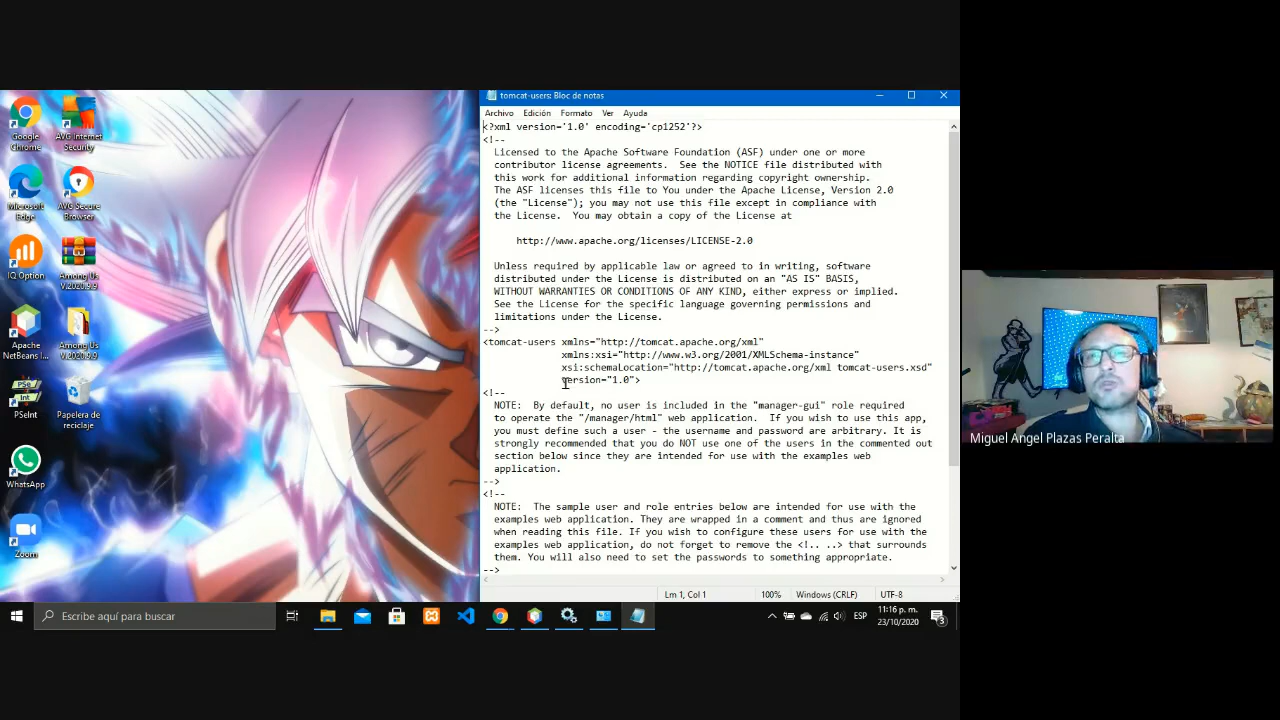 tomcat-users: Bloc de notas
Archivo Edición Formato Ver Ayuda
<?xml version='1.0' encoding='cp1252'?>
<!--
Licensed to the Apache Software Foundation (ASF) under one or more
contributor license agreements. See the NOTICE file distributed with
this work for additional information regarding copyright ownership.
The ASF licenses this file to You under the Apache License, Version 2.0
(the "License"); you may not use this file except in compliance with
the License. You may obtain a copy of the License at
http://www.apache.org/licenses/LICENSE-2.0
Unless required by applicable law or agreed to in writing, software
distributed under the License is distributed on an "AS IS" BASIS,
WITHOUT WARRANTIES OR CONDITIONS OF ANY KIND, either express or implied.
See the License for the specific language governing permissions and
limitations under the License.
-->
<tomcat-users xmlns="http://tomcat.apache.org/xml"
xmlns:xsi="http://www.w3.org/2001/XMLSchema-instance"
xsi:schemaLocation="http://tomcat.apache.org/xml tomcat-users.xsd"
version="1.0">
<!--
NOTE: By default, no user is included in the "manager-gui" role required
to operate the "/manager/html" web application. If you wish to use this app,
you must define such a user - the username and password are arbitrary. It is
strongly recommended that you do NOT use one of the users in the commented out
section below since they are intended for use with the examples web
application.
-->
<!--
NOTE: The sample user and role entries below are intended for use with the
examples web application. They are wrapped in a comment and thus are ignored
when reading this file. If you wish to configure these users for use with the
examples web application, do not forget to remove the <!.. ..> that surrounds
them. You will also need to set the passwords to something appropriate.
-->
Lm 1, Col 1 100% Windows (CRLF) UTF-8
Google
Chrome
AVG Internet
Security
Microsoft
Edge
AVG Secure
Browser
IQ Option
Among Us
V.2020.9.9
Apache
NetBeans I...
Among Us
V.2020.9.9
PSeInt
Papelera de
reciclaje
WhatsApp
Zoom
Escribe aquí para buscar
ESP
11:16 p. m.
23/10/2020
3
Miguel Angel Plazas Peralta